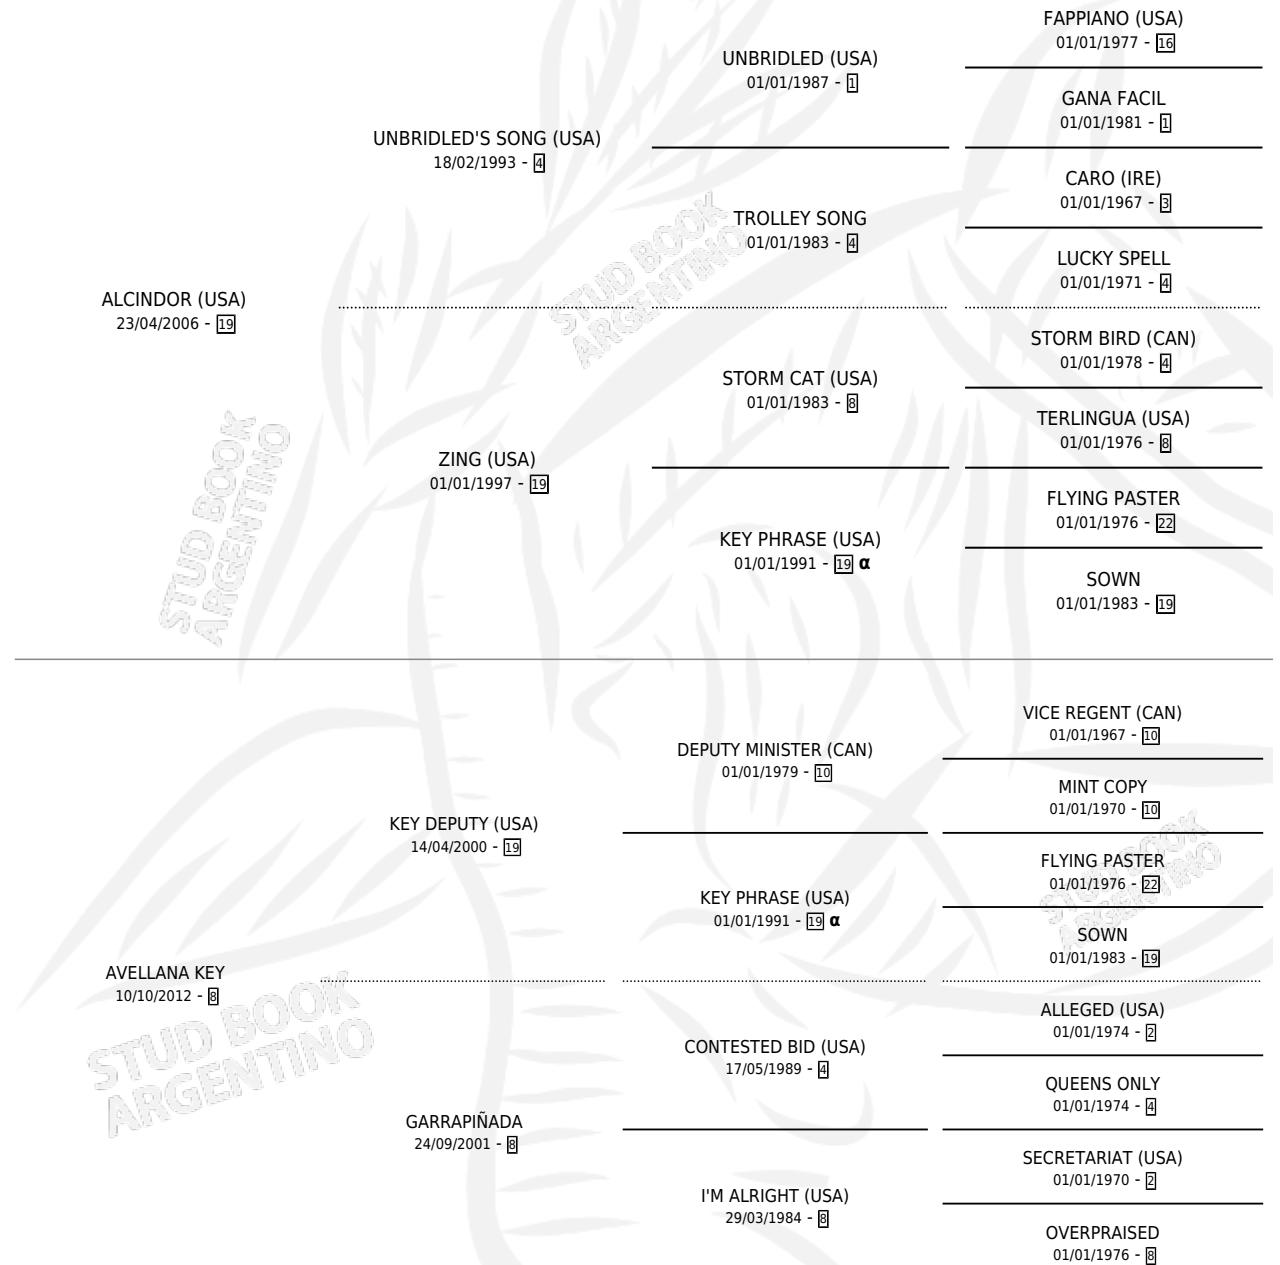 FAPPIANO (USA)
01/01/1977 - 16
UNBRIDLED (USA)
01/01/1987 - 1
GANA FACIL
01/01/1981 - 1
UNBRIDLED'S SONG (USA)
18/02/1993 - 4
CARO (IRE)
01/01/1967 - 3
TROLLEY SONG
01/01/1983 - 4
LUCKY SPELL
01/01/1971 - 4
ALCINDOR (USA)
23/04/2006 - 19
STORM BIRD (CAN)
01/01/1978 - 4
STORM CAT (USA)
01/01/1983 - 8
TERLINGUA (USA)
01/01/1976 - 8
ZING (USA)
01/01/1997 - 19
FLYING PASTER
01/01/1976 - 22
KEY PHRASE (USA)
01/01/1991 - 19 α
SOWN
01/01/1983 - 19
VICE REGENT (CAN)
01/01/1967 - 10
DEPUTY MINISTER (CAN)
01/01/1979 - 10
MINT COPY
01/01/1970 - 10
KEY DEPUTY (USA)
14/04/2000 - 19
FLYING PASTER
01/01/1976 - 22
KEY PHRASE (USA)
01/01/1991 - 19 α
SOWN
01/01/1983 - 19
AVELLANA KEY
10/10/2012 - 8
ALLEGED (USA)
01/01/1974 - 2
CONTESTED BID (USA)
17/05/1989 - 4
QUEENS ONLY
01/01/1974 - 4
GARRAPIÑADA
24/09/2001 - 8
SECRETARIAT (USA)
01/01/1970 - 2
I'M ALRIGHT (USA)
29/03/1984 - 8
OVERPRAISED
01/01/1976 - 8
STUD BOOK
ARGENTINO
STUD BOOK
ARGENTINO
STUD BOOK
ARGENTINO
STUD BOOK
ARGENTINO